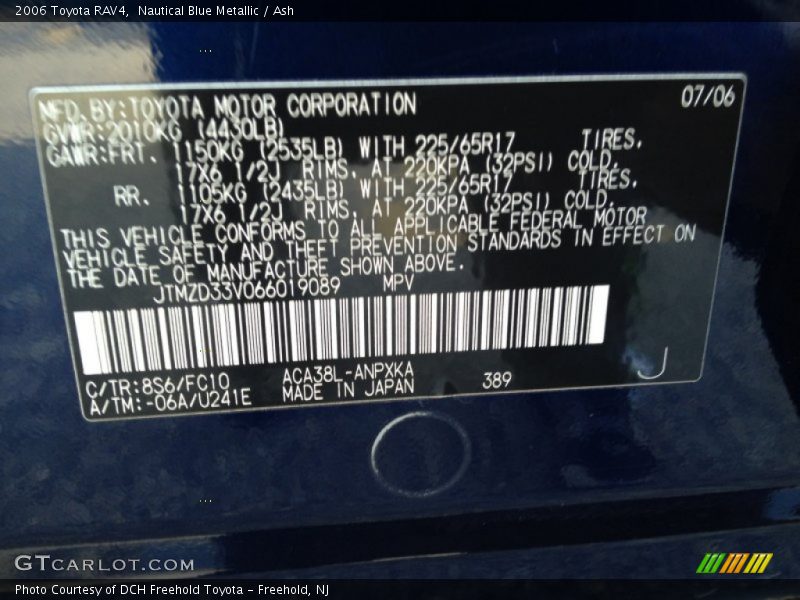 2006 Toyota RAV4,  Nautical Blue Metallic / Ash
MFD.BY:TOYOTA MOTOR CORPORATION 07/06
GVWR:2010KG (4430LB)
GAWR:FRT. 1150KG (2535LB) WITH 225/65R17 TIRES,
17X6 1/2J RIMS, AT 220KPA (32PSI) COLD.
RR. 1105KG (2435LB) WITH 225/65R17 TIRES,
17X6 1/2J RIMS, AT 220KPA (32PSI) COLD.
THIS VEHICLE CONFORMS TO ALL APPLICABLE FEDERAL MOTOR
VEHICLE SAFETY AND THEFT PREVENTION STANDARDS IN EFFECT ON
THE DATE OF MANUFACTURE SHOWN ABOVE.
JTMZD33V066019089 MPV
C/TR:8S6/FC10 ACA38L-ANPXKA 389 J
A/TM:-06A/U241E MADE IN JAPAN
GTCARLOT.COM
Photo Courtesy of DCH Freehold Toyota - Freehold, NJ